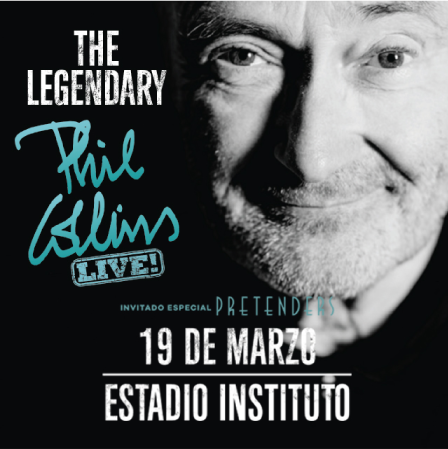 THE
LEGENDARY
Phil
Collins
LIVE!
INVITADO ESPECIAL PRETENDERS
19 DE MARZO
ESTADIO INSTITUTO